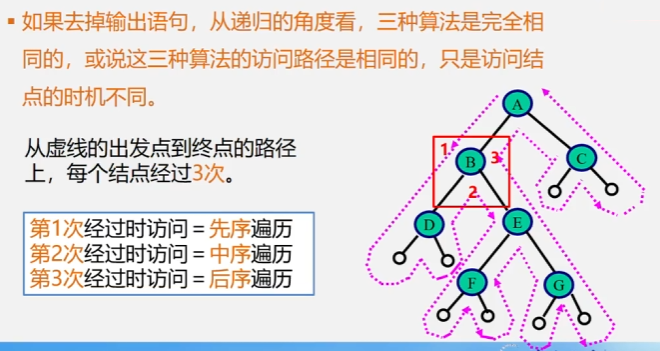 如果去掉输出语句，从递归的角度看，三种算法是完全相
同的，或说这三种算法的访问路径是相同的，只是访问结
点的时机不同。
从虚线的出发点到终点的路径
上，每个结点经过3次。
第1次经过时访问＝先序遍历
第2次经过时访问＝中序遍历
第3次经过时访问＝后序遍历
A
1
B
3
C
2
D
E
F
G